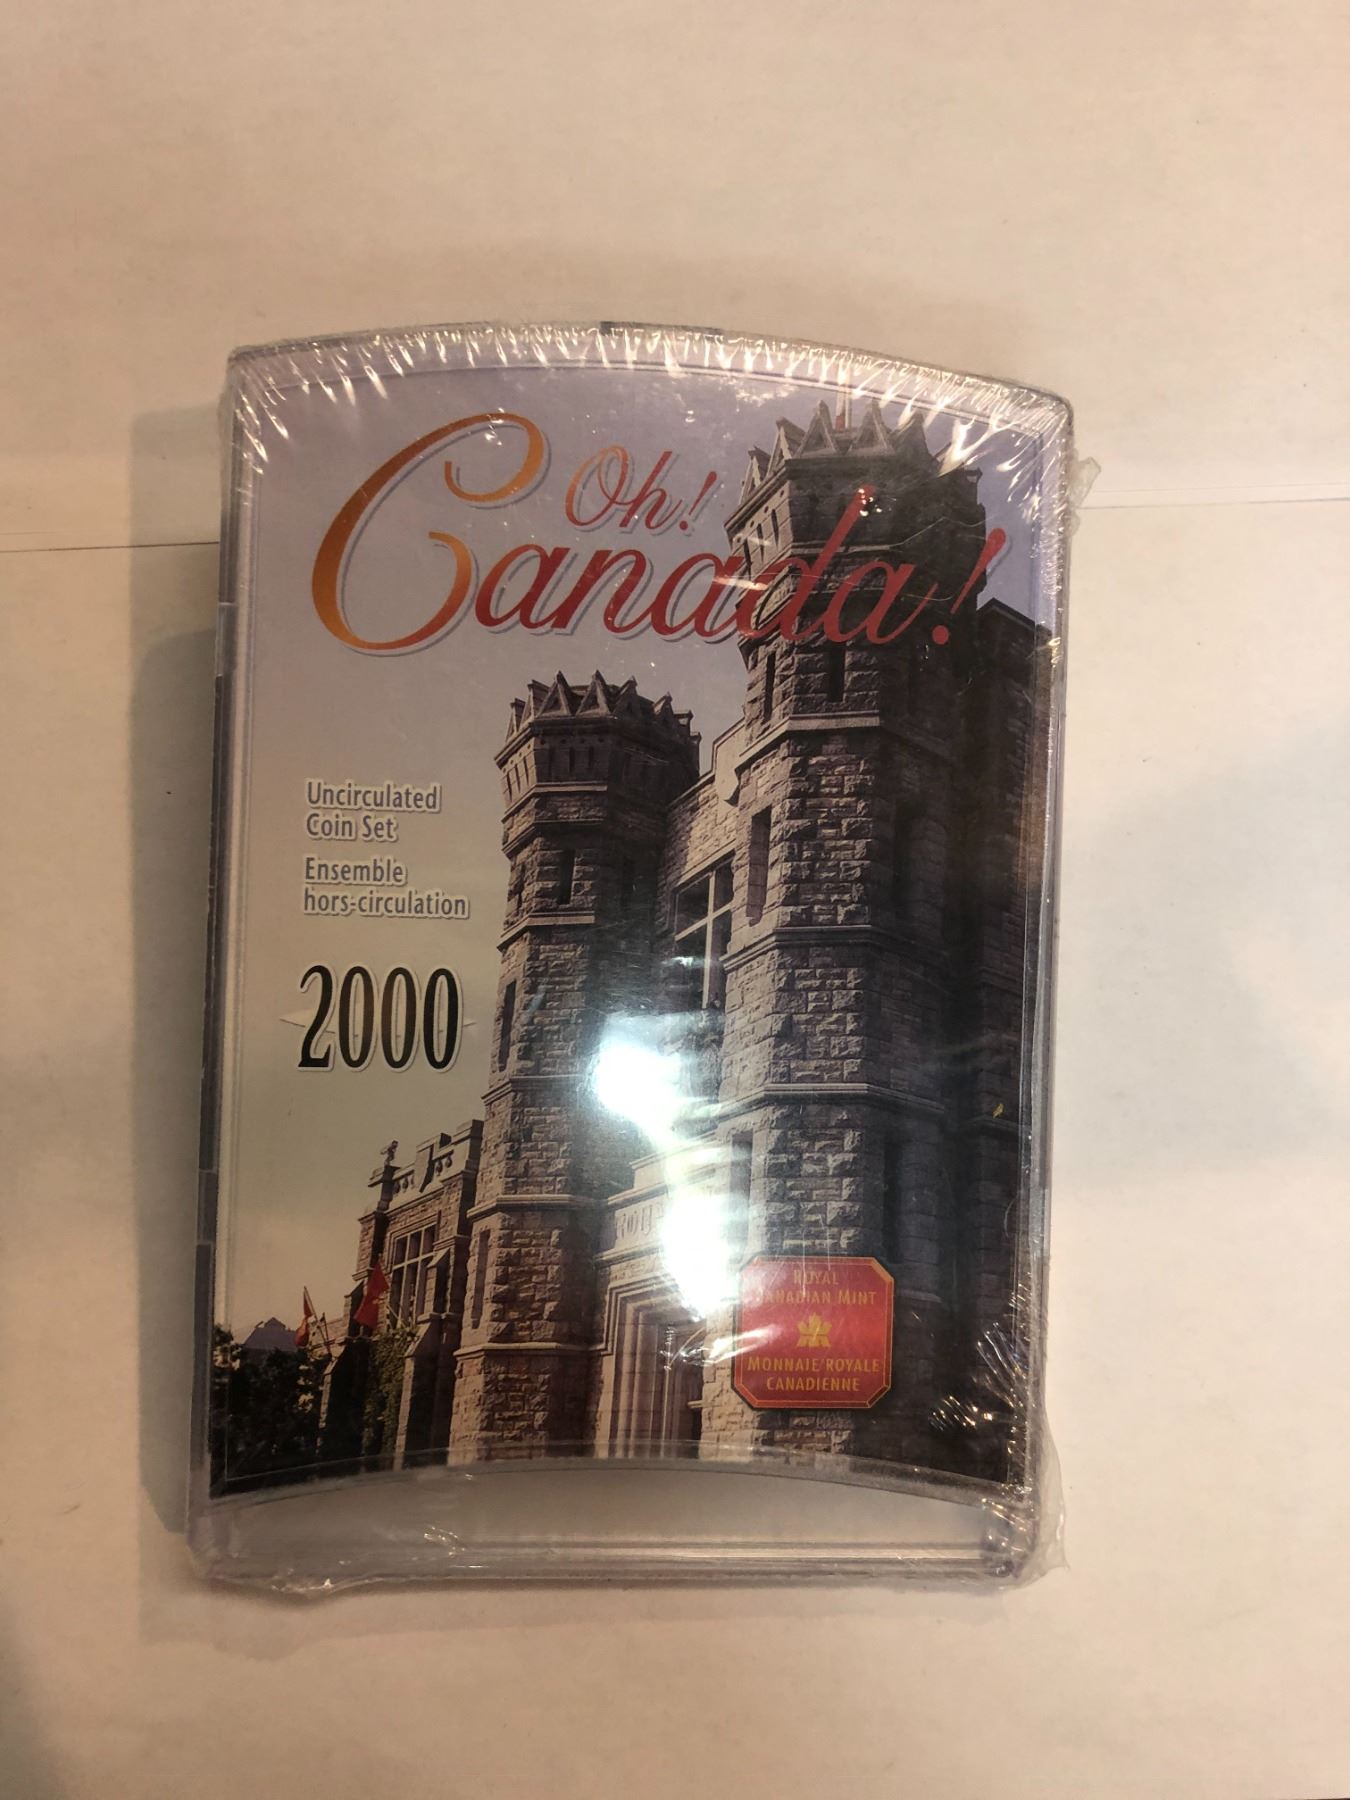 Oh!
Canada!
Uncirculated
Coin Set
Ensemble
hors-circulation
2000
ROYAL
CANADIAN MINT
MONNAIE ROYALE
CANADIENNE